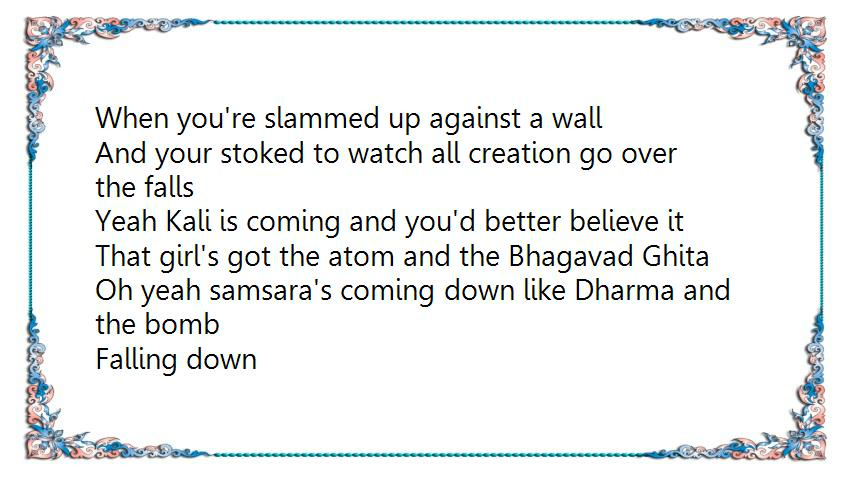 When you're slammed up against a wall
And your stoked to watch all creation go over
the falls
Yeah Kali is coming and you'd better believe it
That girl's got the atom and the Bhagavad Ghita
Oh yeah samsara's coming down like Dharma and
the bomb
Falling down